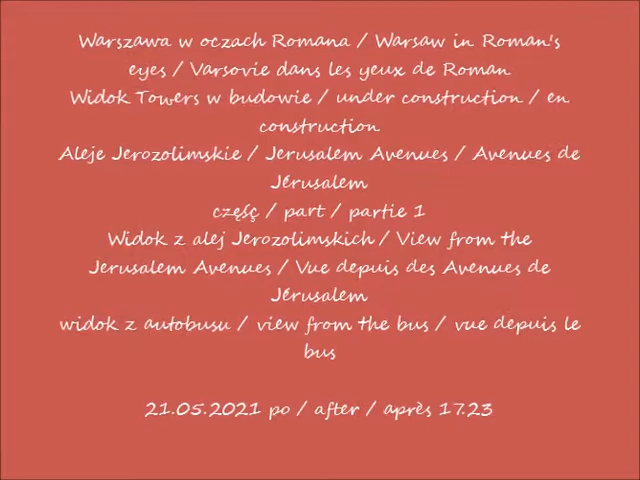 Warszawa w oczach Romana / Warsaw in Roman's
eyes / Varsovie dans les yeux de Roman
Widok Towers w budowie / under construction / en
construction
Aleje Jerozolimskie / Jerusalem Avenues / Avenues de
Jérusalem
częśç / part / partie 1
Widok z alej Jerozolimskich / View from the
Jerusalem Avenues / Vue depuis des Avenues de
Jérusalem
widok z autobusu / view from the bus / vue depuis le
bus
21.05.2021 po / after / après 17.23